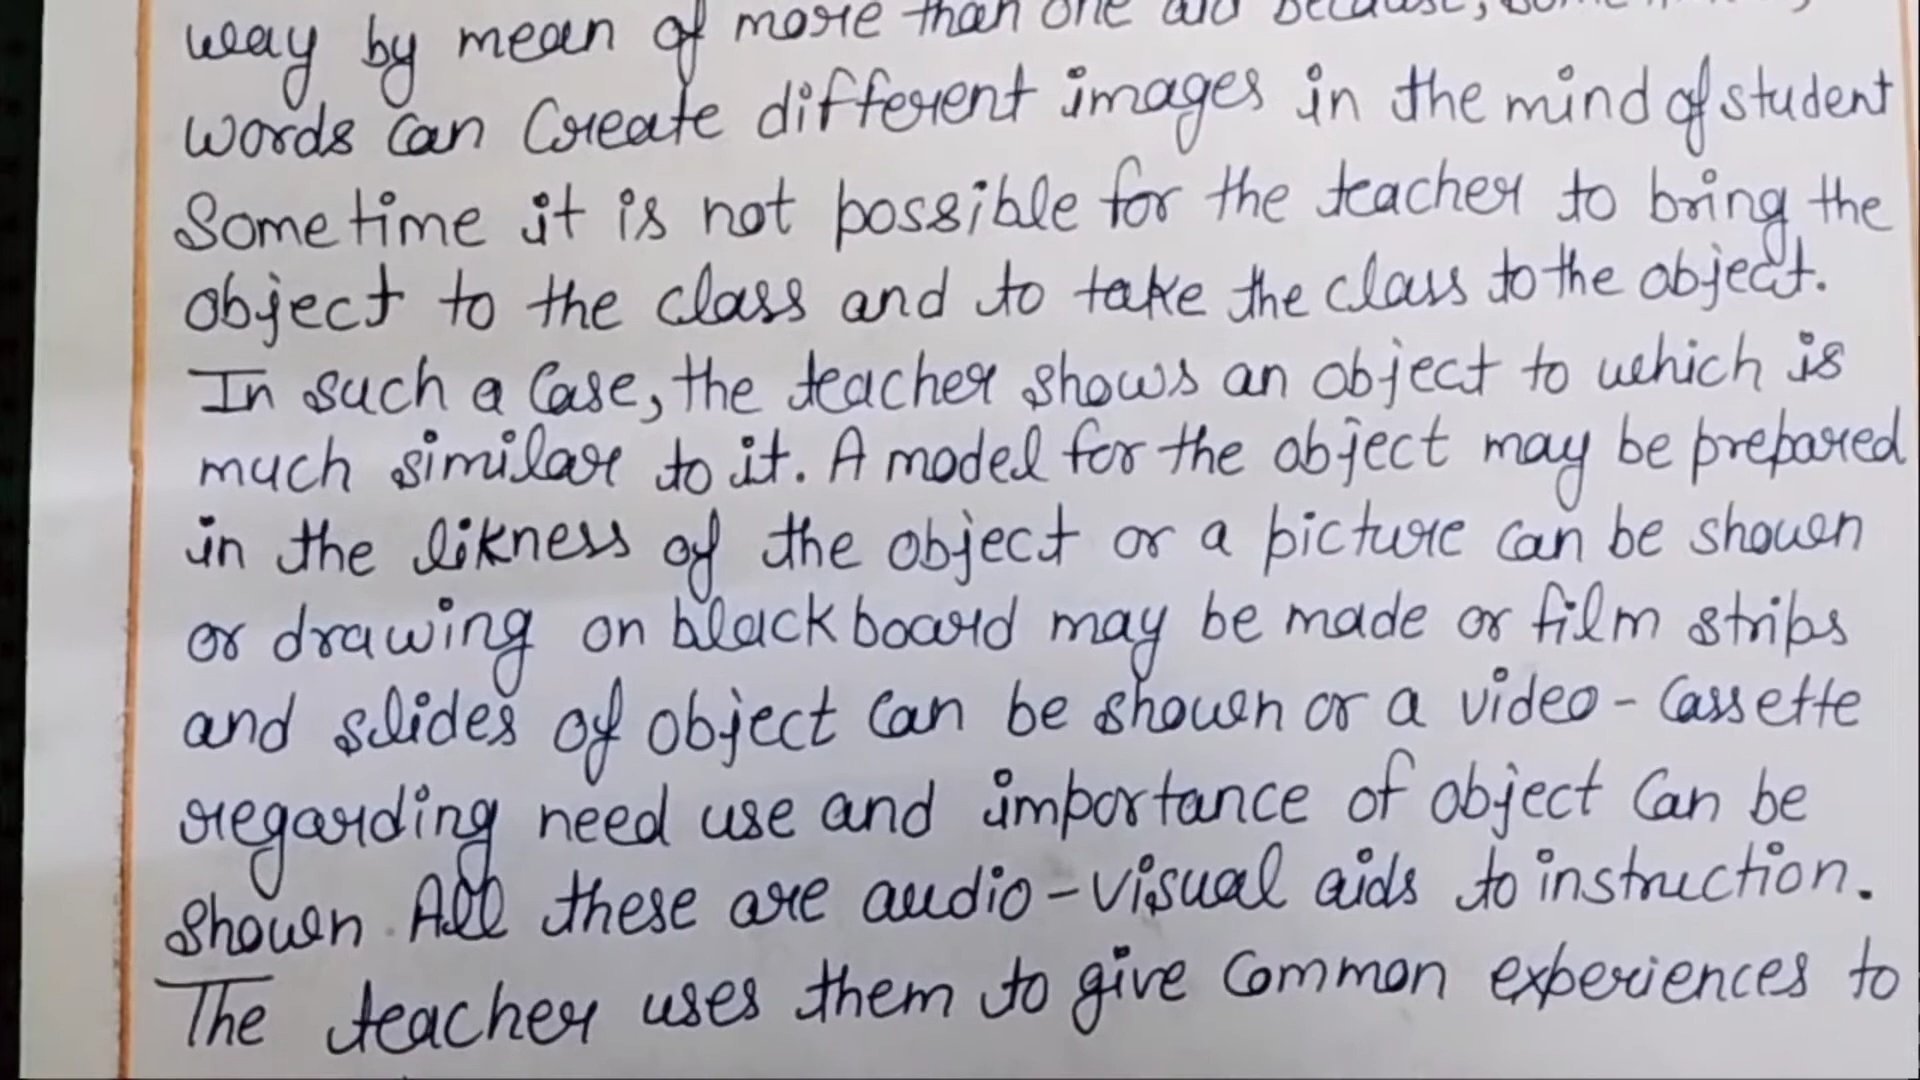 way by mean of more than one aid because, some
words can create different images in the mind of student
Sometime it is not possible for the teacher to bring the
object to the class and to take the class to the object.
In such a case, the teacher shows an object to which is
much similar to it. A model for the object may be prepared
in the likness of the object or a picture can be shown
or drawing on blackboard may be made or film strips
and slides of object can be shown or a video-cassette
regarding need use and importance of object can be
shown. All these are audio-visual aids to instruction.
The teacher uses them to give common experiences to